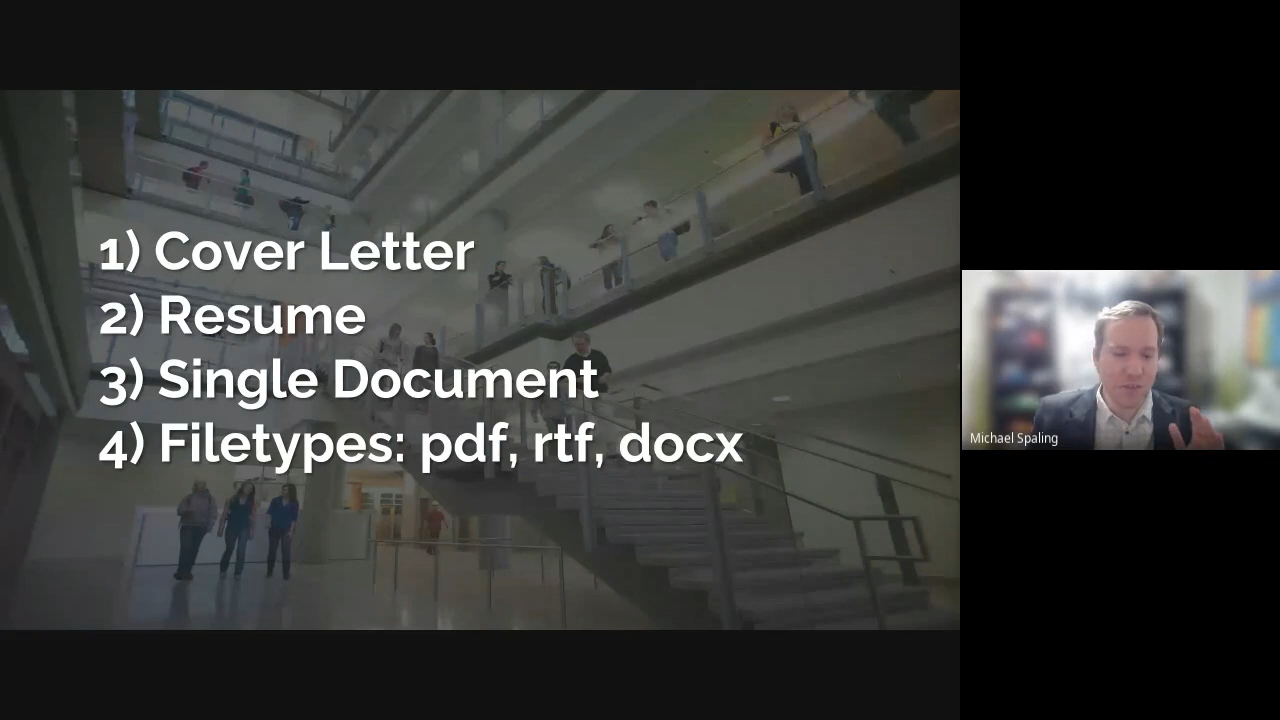 1) Cover Letter
2) Resume
3) Single Document
4) Filetypes: pdf, rtf, docx
Michael Spaling